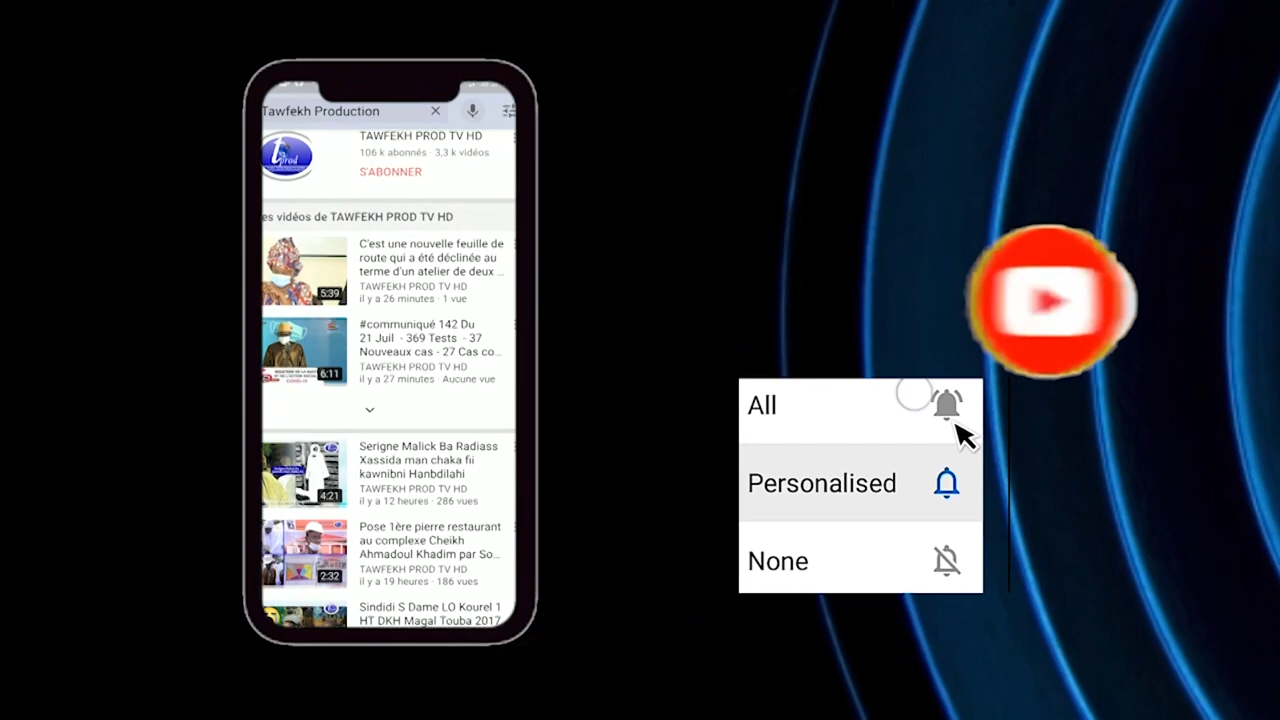 Tawfekh Production
TAWFEKH PROD TV HD
106 k abonnés · 3,3 k vidéos
S'ABONNER
tprod
es vidéos de TAWFEKH PROD TV HD
C'est une nouvelle feuille de
route qui a été déclinée au
terme d'un atelier de deux ...
TAWFEKH PROD TV HD
il y a 26 minutes · 1 vue
5:39
#communiqué 142 Du
21 Juil - 369 Tests - 37
Nouveaux cas - 27 Cas co...
TAWFEKH PROD TV HD
il y a 27 minutes · Aucune vue
6:11
Serigne Malick Ba Radiass
Xassida man chaka fii
kawnibni Hanbdilahi
TAWFEKH PROD TV HD
il y a 12 heures · 286 vues
4:21
Pose 1ère pierre restaurant
au complexe Cheikh
Ahmadoul Khadim par So...
TAWFEKH PROD TV HD
il y a 19 heures · 186 vues
2:32
Sindidi S Dame LO Kourel 1
HT DKH Magal Touba 2017
All
Personalised
None